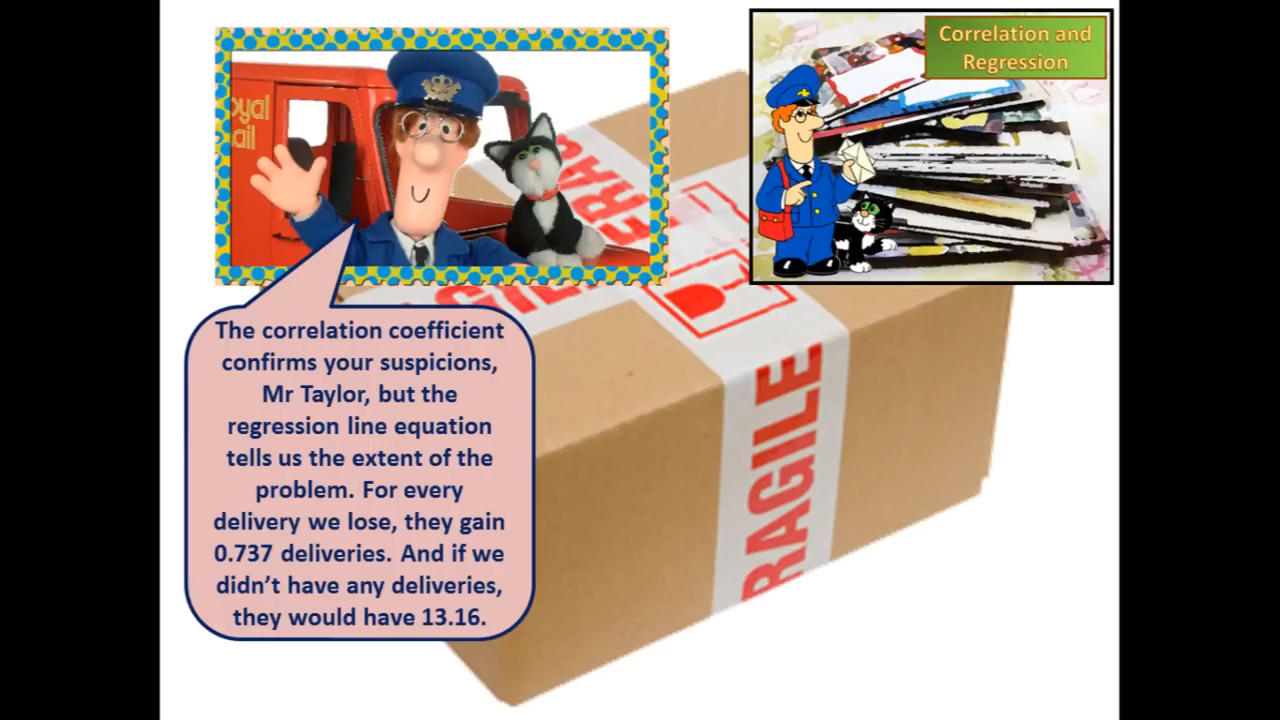 oyal
ail
Correlation and
Regression
FRAG
FRAGILE
The correlation coefficient
confirms your suspicions,
Mr Taylor, but the
regression line equation
tells us the extent of the
problem. For every
delivery we lose, they gain
0.737 deliveries. And if we
didn’t have any deliveries,
they would have 13.16.